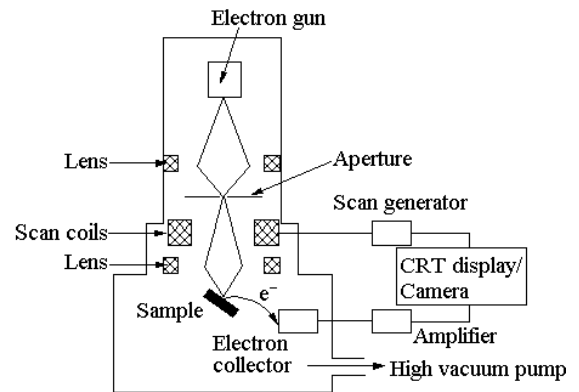 Electron gun
Lens
Aperture
Scan generator
Scan coils
Lens
CRT display/
Camera
e⁻
Sample
Electron
collector
Amplifier
High vacuum pump